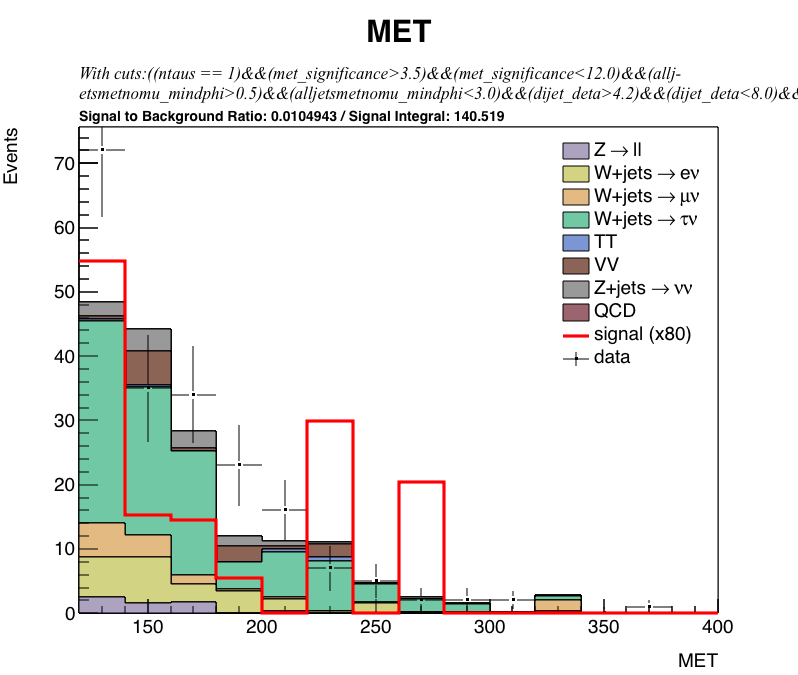 MET
With cuts:((ntaus == 1)&&(met_significance>3.5)&&(met_significance<12.0)&&(allj-
etsmetnomu_mindphi>0.5)&&(alljetsmetnomu_mindphi<3.0)&&(dijet_deta>4.2)&&(dijet_deta<8.0)&&
Signal to Background Ratio: 0.0104943 / Signal Integral: 140.519
Events
70
60
50
40
30
20
10
0
Z → ll
W+jets → eν
W+jets → μν
W+jets → τν
TT
VV
Z+jets → νν
QCD
signal (x80)
data
150 200 250 300 350 400
MET